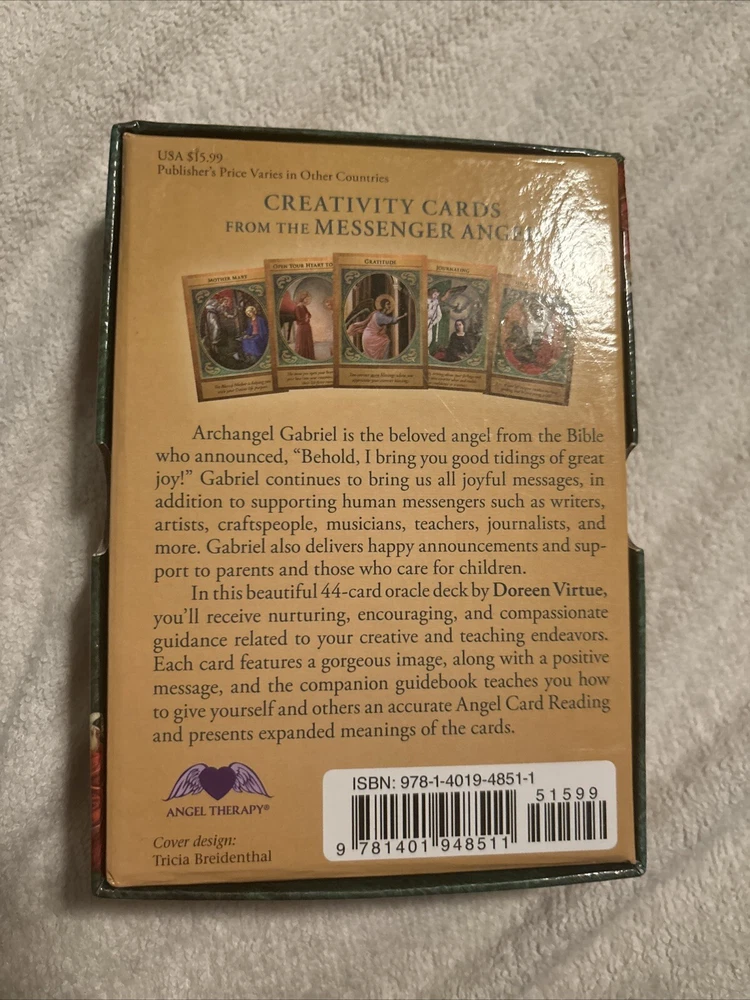 USA $15.99
Publisher's Price Varies in Other Countries
CREATIVITY CARDS
FROM THE MESSENGER ANGEL
MOTHER MARY
OPEN YOUR HEART TO
GRATITUDE
JOURNALING
Archangel Gabriel is the beloved angel from the Bible
who announced, “Behold, I bring you good tidings of great
joy!” Gabriel continues to bring us all joyful messages, in
addition to supporting human messengers such as writers,
artists, craftspeople, musicians, teachers, journalists, and
more. Gabriel also delivers happy announcements and sup-
port to parents and those who care for children.
In this beautiful 44-card oracle deck by Doreen Virtue,
you'll receive nurturing, encouraging, and compassionate
guidance related to your creative and teaching endeavors.
Each card features a gorgeous image, along with a positive
message, and the companion guidebook teaches you how
to give yourself and others an accurate Angel Card Reading
and presents expanded meanings of the cards.
ANGEL THERAPY®
Cover design:
Tricia Breidenthal
ISBN: 978-1-4019-4851-1
51599
9 781401 948511